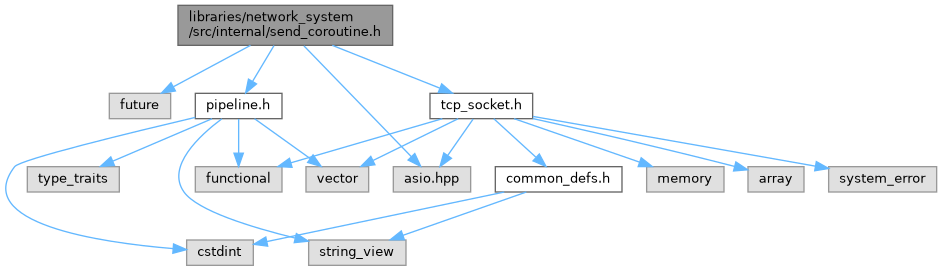 libraries/network_system
/src/internal/send_coroutine.h
future
pipeline.h
tcp_socket.h
type_traits
functional
vector
asio.hpp
common_defs.h
memory
array
system_error
cstdint
string_view